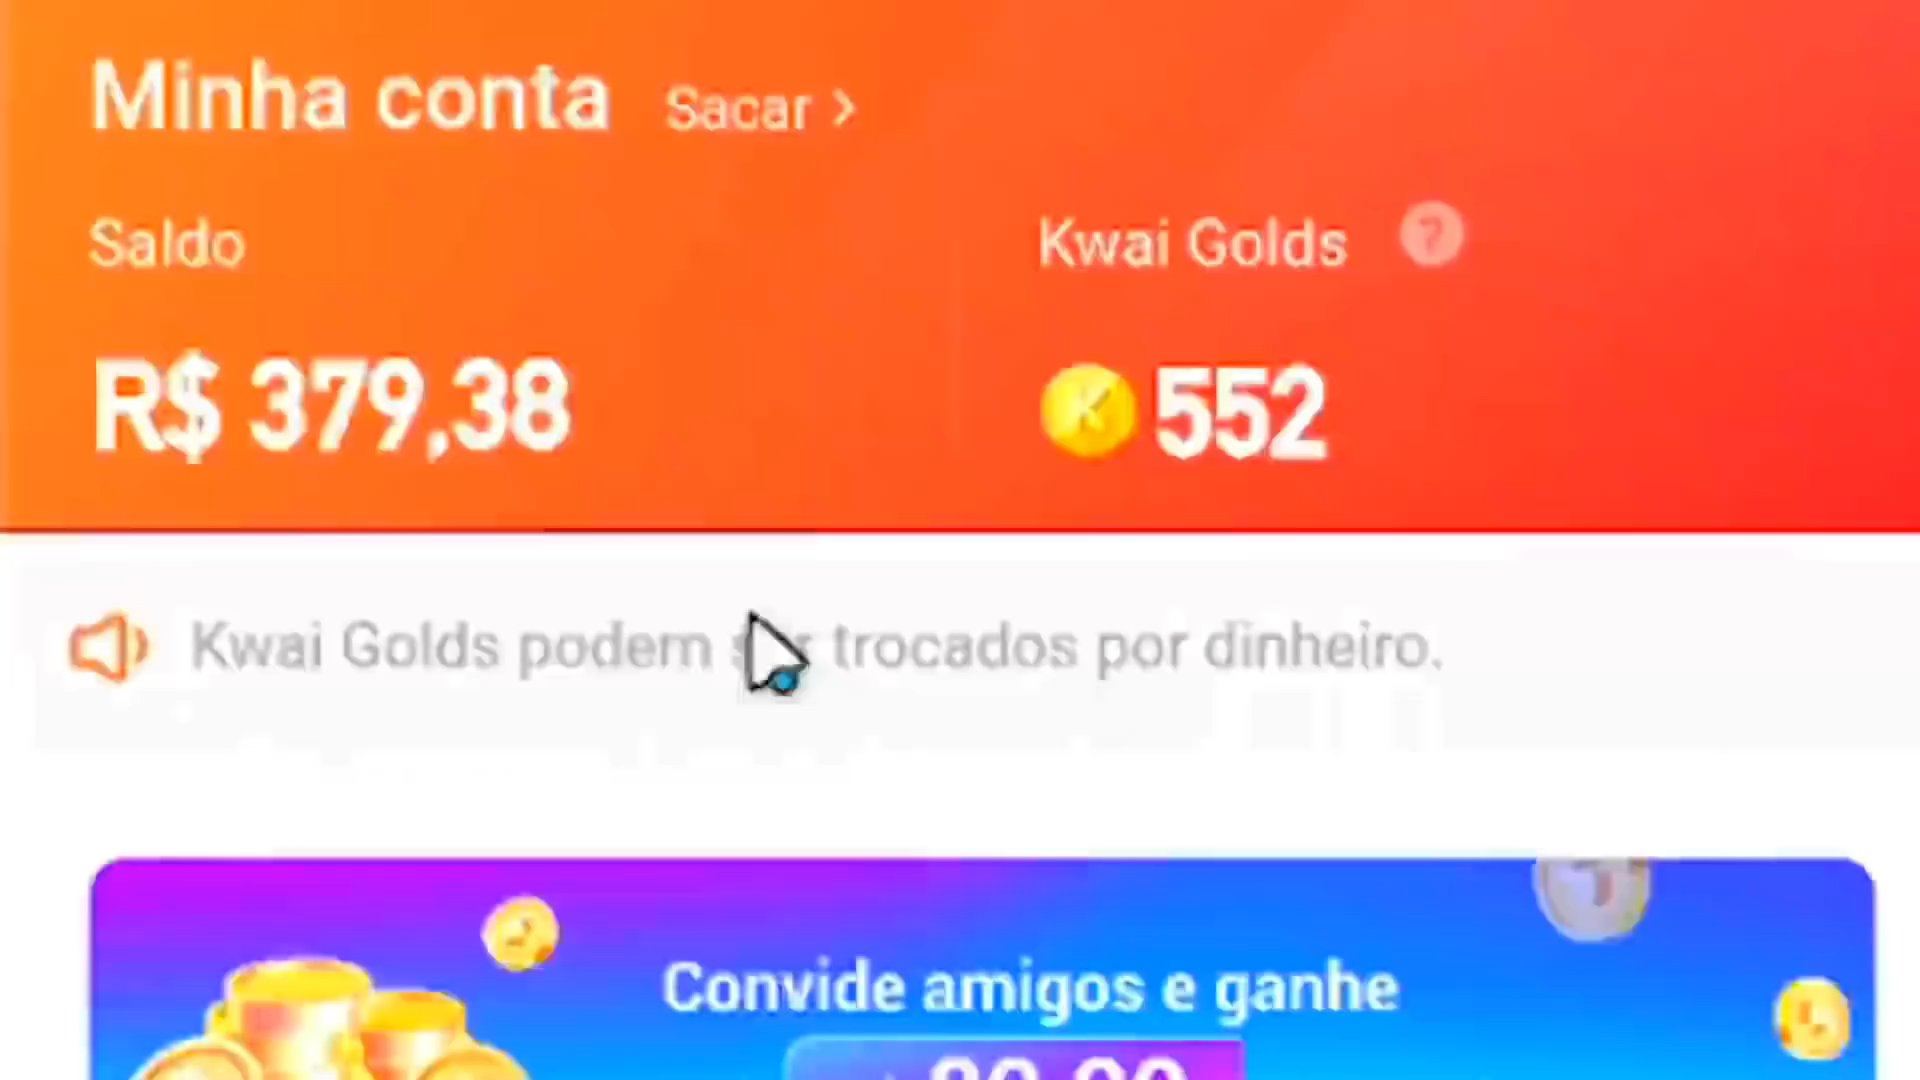 Minha conta Sacar >
Saldo Kwai Golds ?
R$ 379,38 K 552
Kwai Golds podem trocados por dinheiro.
Convide amigos e ganhe